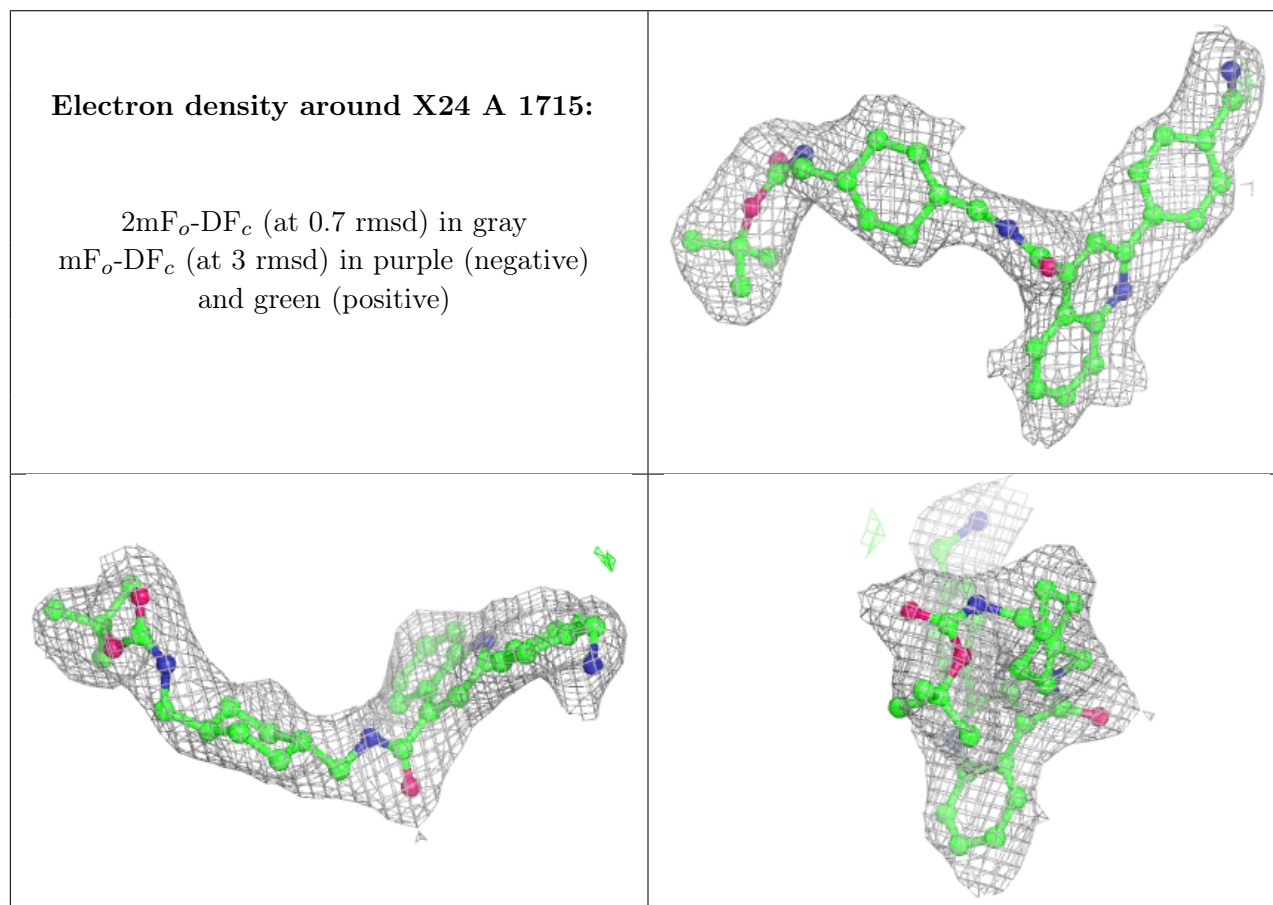 Electron density around X24 A 1715:
2mFo-DFc (at 0.7 rmsd) in gray
mFo-DFc (at 3 rmsd) in purple (negative)
and green (positive)